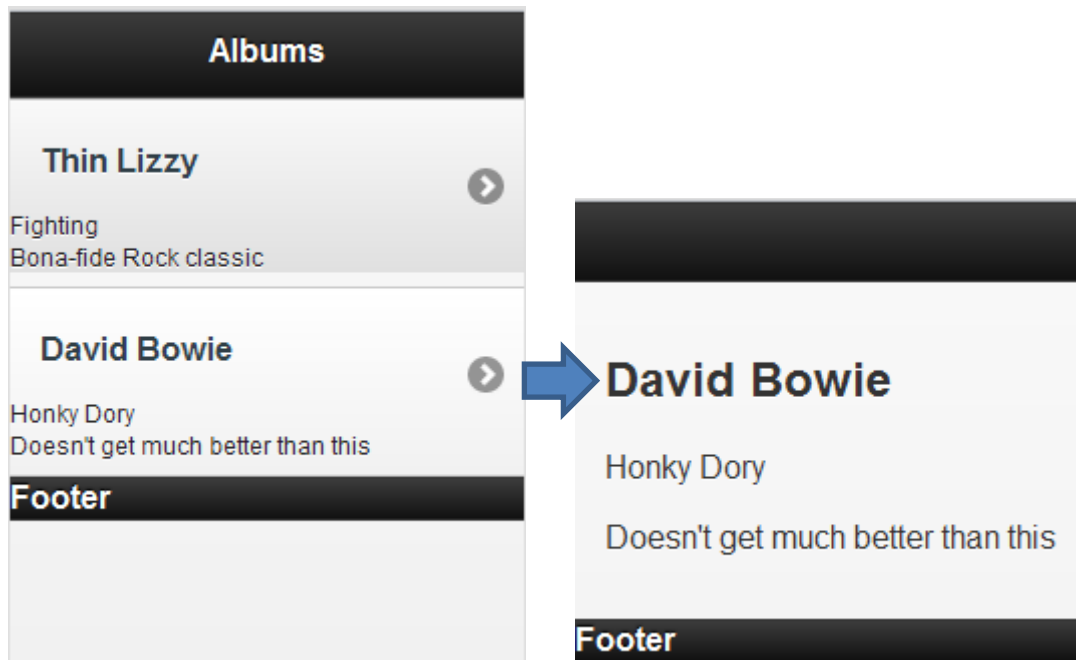 Albums
Thin Lizzy
Fighting
Bona-fide Rock classic
David Bowie
Honky Dory
Doesn't get much better than this
Footer
David Bowie
Honky Dory
Doesn't get much better than this
Footer